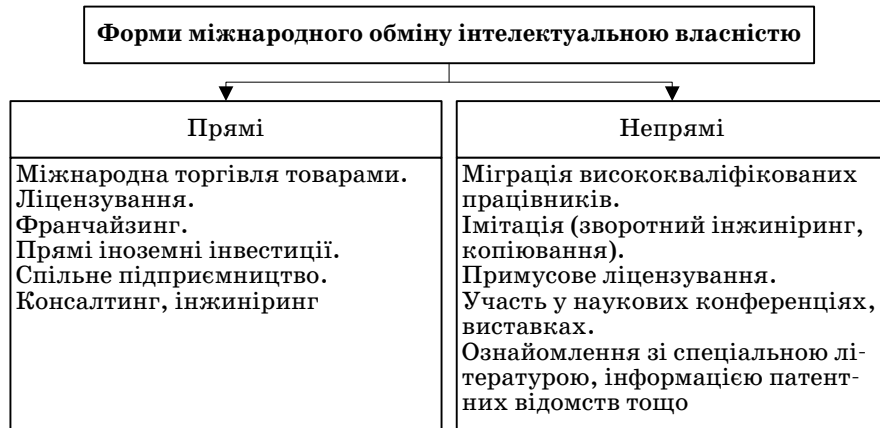 Форми міжнародного обміну інтелектуальною власністю
Прямі
Міжнародна торгівля товарами.
Ліцензування.
Франчайзинг.
Прямі іноземні інвестиції.
Спільне підприємництво.
Консалтинг, інжиніринг
Непрямі
Міграція висококваліфікованих
працівників.
Імітація (зворотний інжиніринг,
копіювання).
Примусове ліцензування.
Участь у наукових конференціях,
виставках.
Ознайомлення зі спеціальною лі-
тературою, інформацією патент-
них відомств тощо